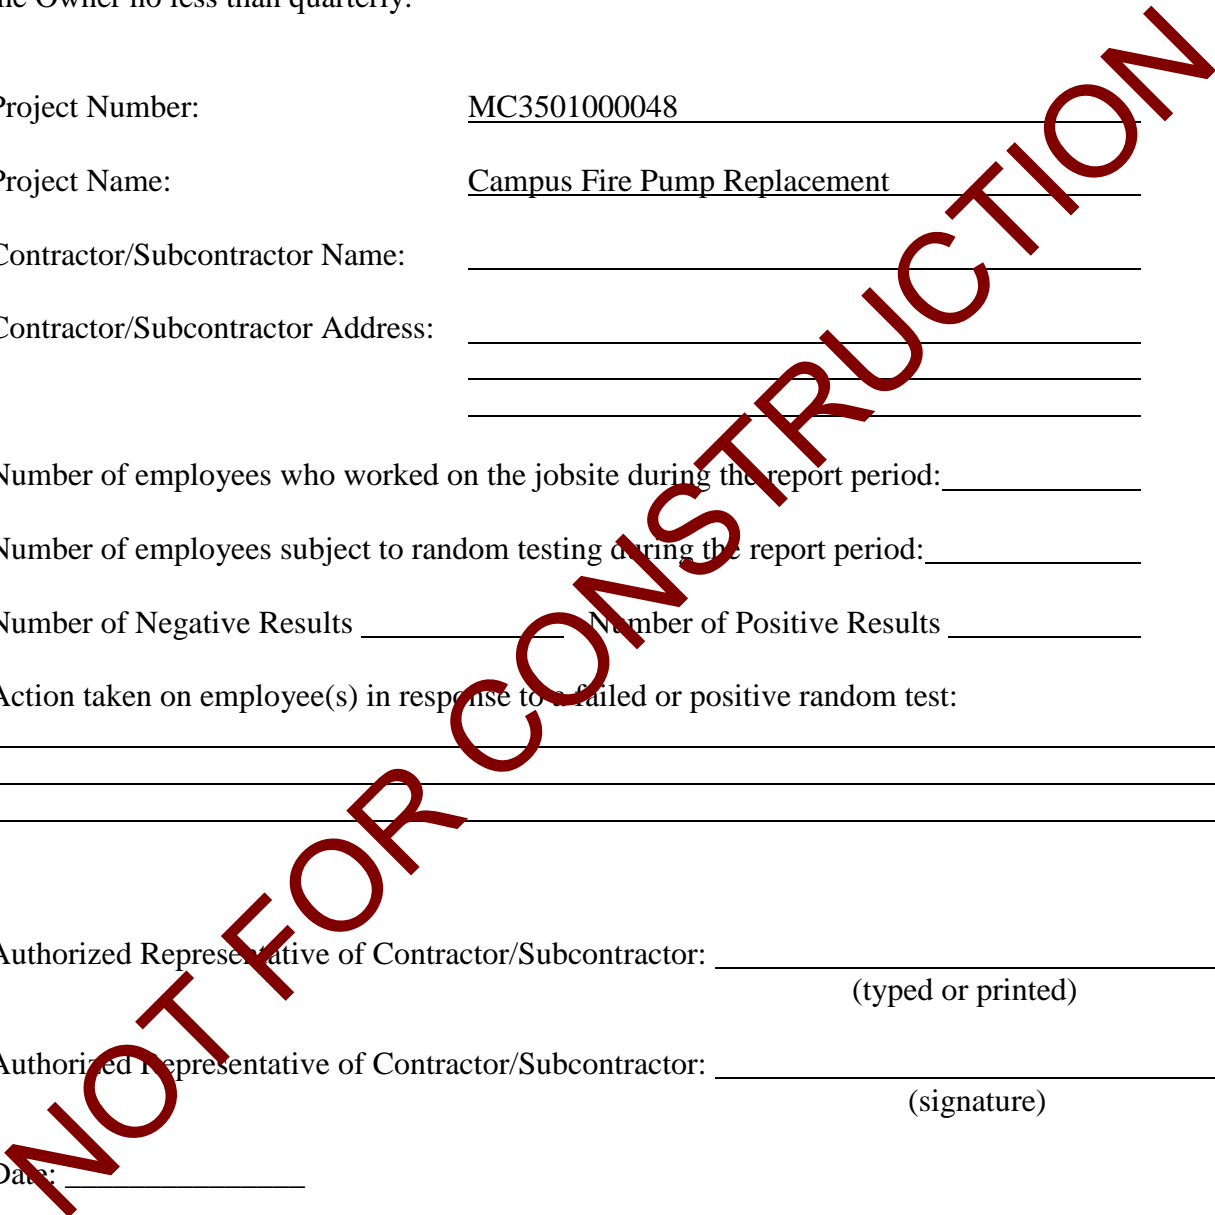 the Owner no less than quarterly.
Project Number: MC3501000048
Project Name: Campus Fire Pump Replacement
Contractor/Subcontractor Name:
Contractor/Subcontractor Address:
Number of employees who worked on the jobsite during the report period:
Number of employees subject to random testing during the report period:
Number of Negative Results Number of Positive Results
Action taken on employee(s) in response to a failed or positive random test:
Authorized Representative of Contractor/Subcontractor:
(typed or printed)
Authorized Representative of Contractor/Subcontractor:
(signature)
Date:
NOT FOR CONSTRUCTION